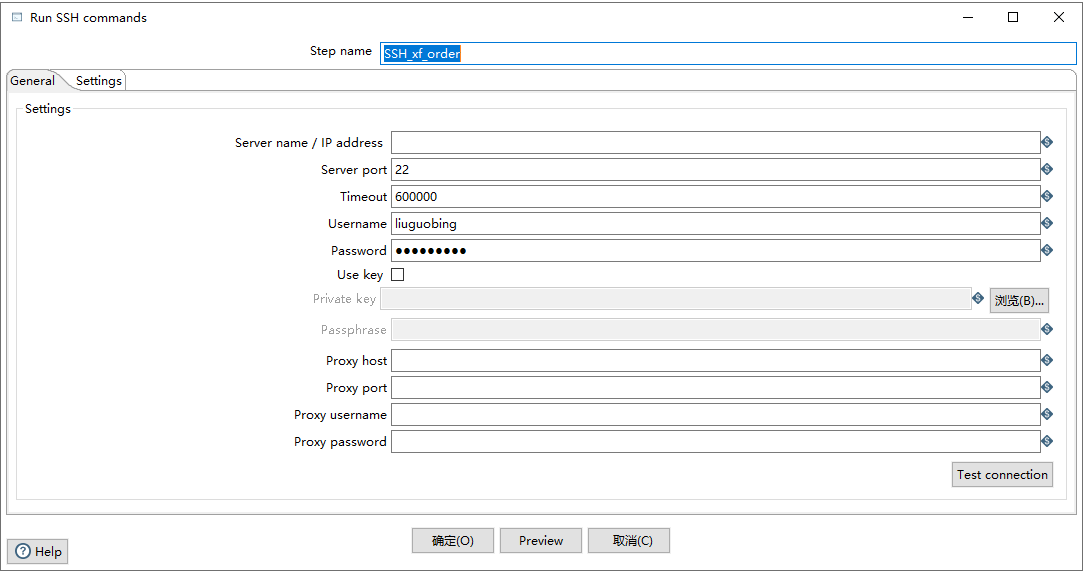 Run SSH commands
Step name SSH_xf_order
General Settings
Settings
Server name / IP address
Server port 22
Timeout 600000
Username liuguobing
Password ●●●●●●●●●
Use key
Private key 浏览(B)...
Passphrase
Proxy host
Proxy port
Proxy username
Proxy password
Test connection
确定(O) Preview 取消(C)
Help